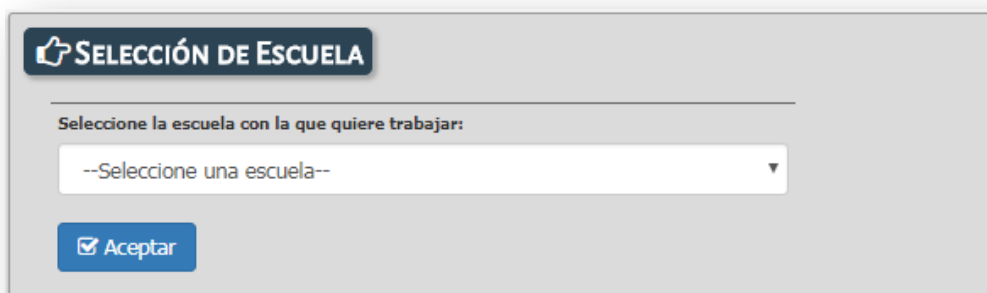 Selección de Escuela
Seleccione la escuela con la que quiere trabajar:
--Seleccione una escuela--
Aceptar